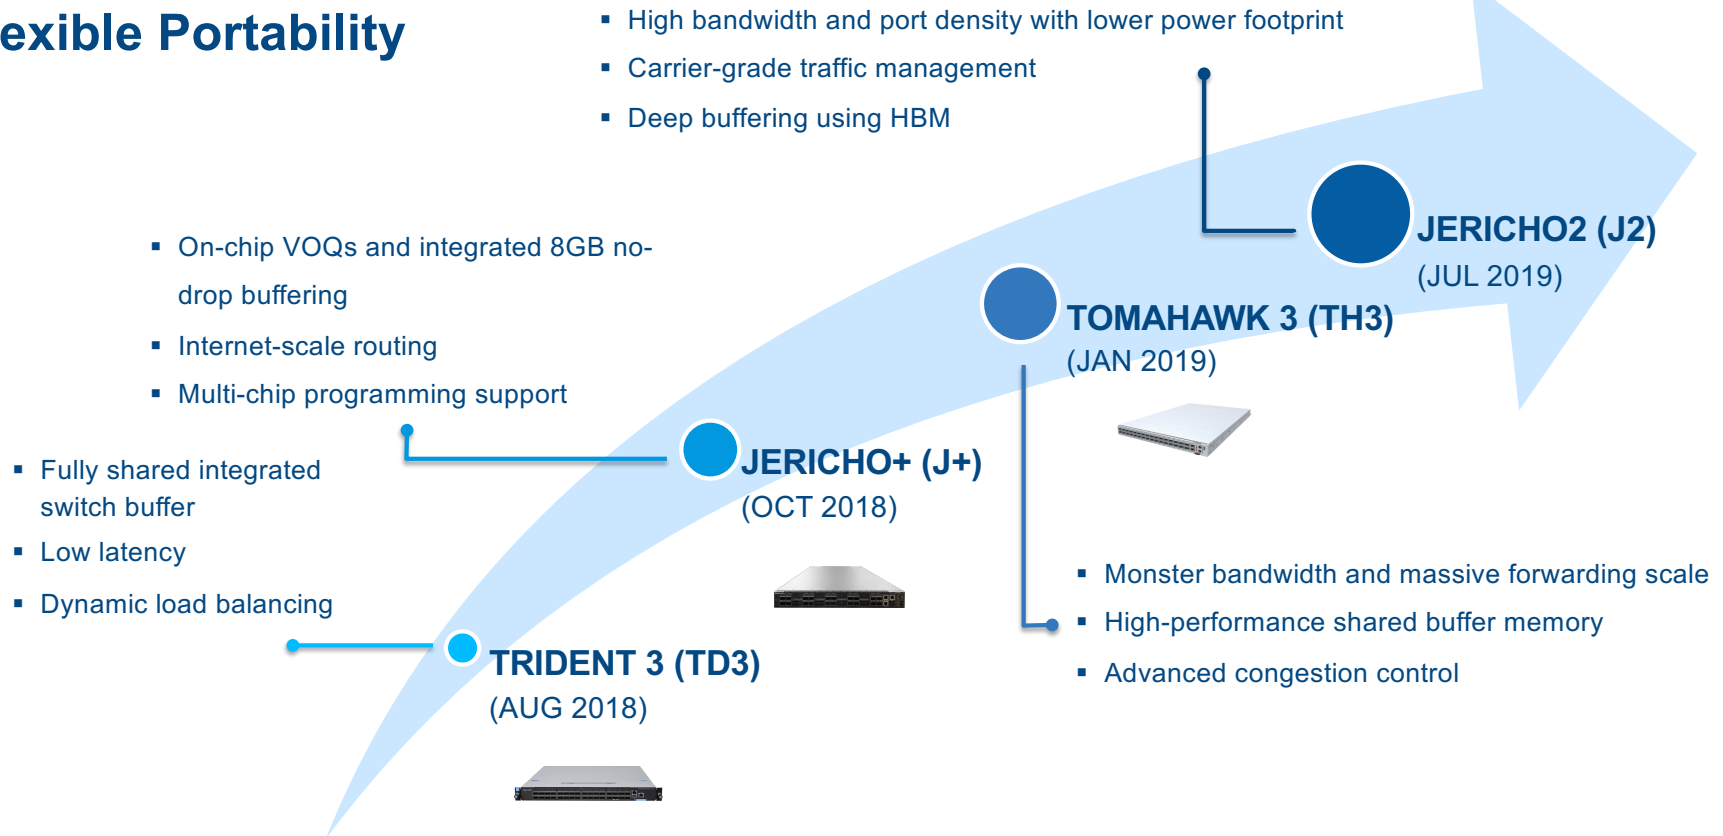 exible Portability
▪ High bandwidth and port density with lower power footprint
▪ Carrier-grade traffic management
▪ Deep buffering using HBM
JERICHO2 (J2)
(JUL 2019)
▪ On-chip VOQs and integrated 8GB no-
drop buffering
▪ Internet-scale routing
▪ Multi-chip programming support
TOMAHAWK 3 (TH3)
(JAN 2019)
▪ Fully shared integrated
switch buffer
▪ Low latency
▪ Dynamic load balancing
JERICHO+ (J+)
(OCT 2018)
▪ Monster bandwidth and massive forwarding scale
▪ High-performance shared buffer memory
▪ Advanced congestion control
TRIDENT 3 (TD3)
(AUG 2018)